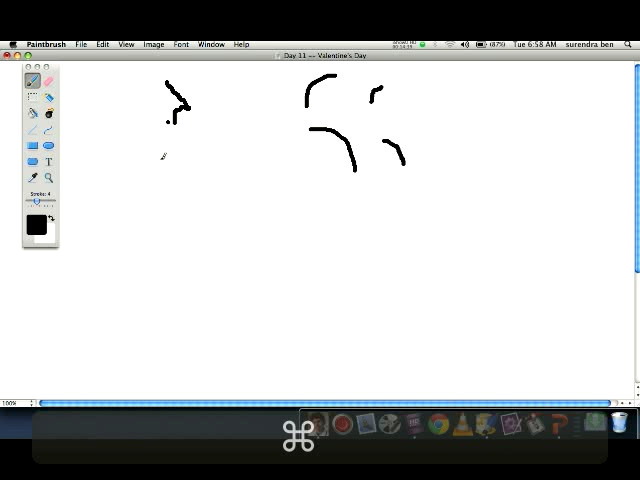 Paintbrush File Edit View Image Font Window Help (87%) Tue 6:58 AM surendra ben
Day 11 -- Valentine's Day
T
Stroke: 4
100%
⌘